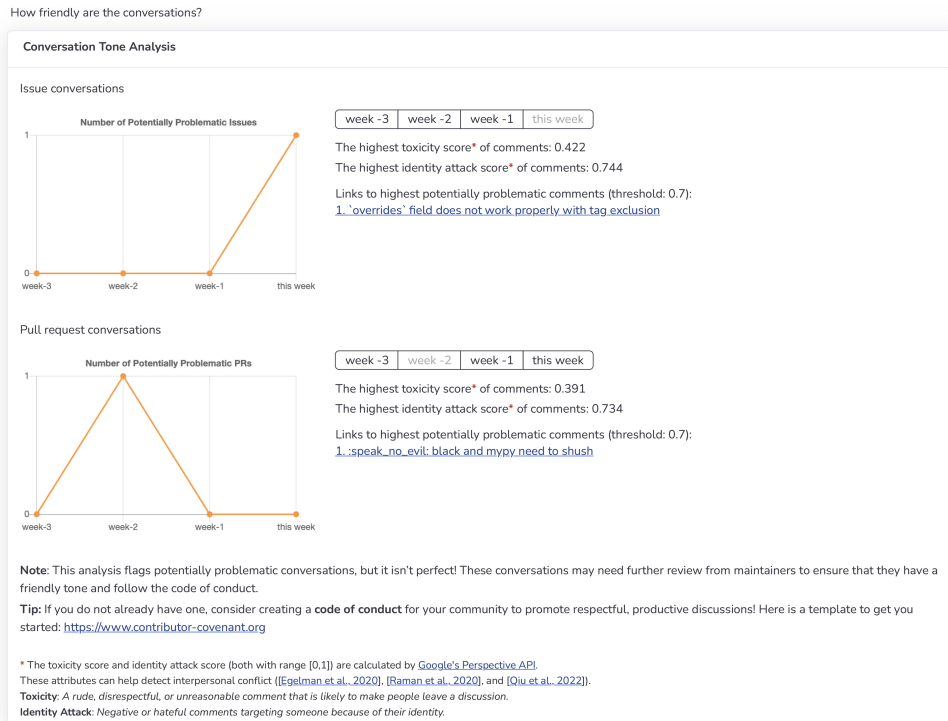 How friendly are the conversations?
Conversation Tone Analysis
Issue conversations
Number of Potentially Problematic Issues
1
0
week-3 week-2 week-1 this week
week -3 week -2 week -1 this week
The highest toxicity score* of comments: 0.422
The highest identity attack score* of comments: 0.744
Links to highest potentially problematic comments (threshold: 0.7):
1. `overrides` field does not work properly with tag exclusion
Pull request conversations
Number of Potentially Problematic PRs
1
0
week-3 week-2 week-1 this week
week -3 week -2 week -1 this week
The highest toxicity score* of comments: 0.391
The highest identity attack score* of comments: 0.734
Links to highest potentially problematic comments (threshold: 0.7):
1. :speak_no_evil: black and mypy need to shush
Note: This analysis flags potentially problematic conversations, but it isn't perfect! These conversations may need further review from maintainers to ensure that they have a
friendly tone and follow the code of conduct.
Tip: If you do not already have one, consider creating a code of conduct for your community to promote respectful, productive discussions! Here is a template to get you
started: https://www.contributor-covenant.org
* The toxicity score and identity attack score (both with range [0,1]) are calculated by Google's Perspective API.
These attributes can help detect interpersonal conflict ([Egelman et al., 2020], [Raman et al., 2020], and [Qiu et al., 2022]).
Toxicity: A rude, disrespectful, or unreasonable comment that is likely to make people leave a discussion.
Identity Attack: Negative or hateful comments targeting someone because of their identity.